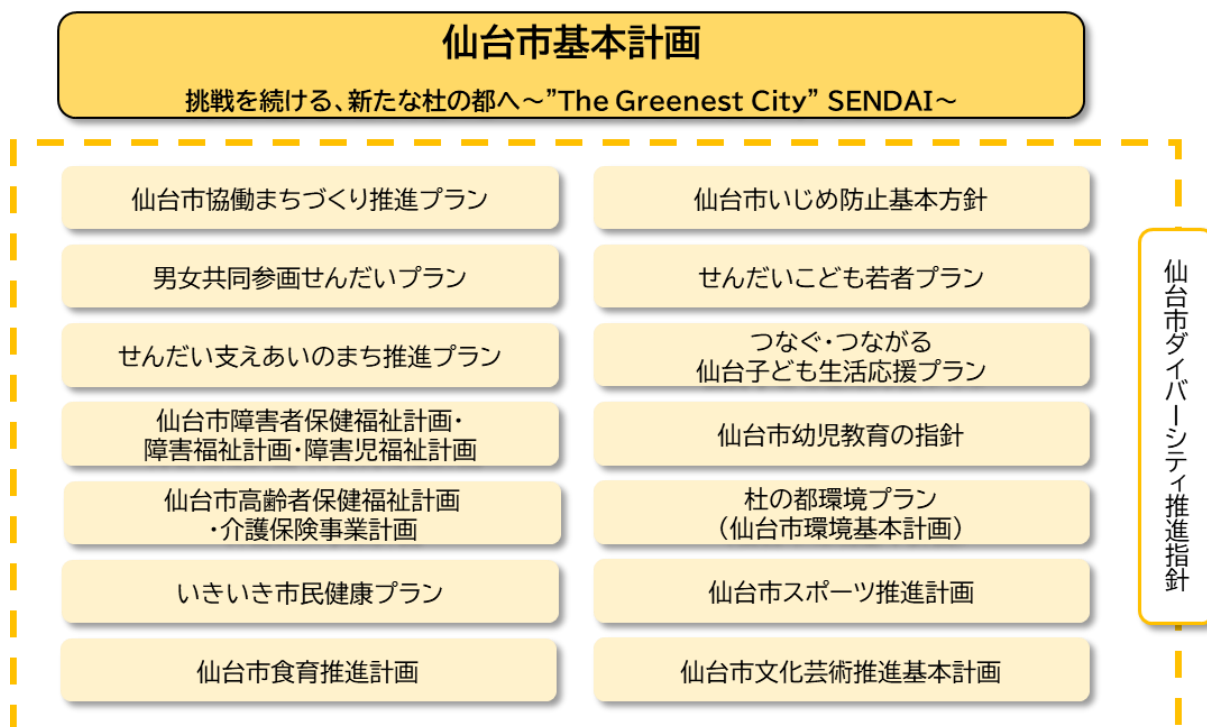 仙台市基本計画
挑戦を続ける、新たな杜の都へ～”The Greenest City” SENDAI～
仙台市協働まちづくり推進プラン
男女共同参画せんだいプラン
せんだい支えあいのまち推進プラン
仙台市障害者保健福祉計画・
障害福祉計画・障害児福祉計画
仙台市高齢者保健福祉計画
・介護保険事業計画
いきいき市民健康プラン
仙台市食育推進計画
仙台市いじめ防止基本方針
せんだいこども若者プラン
つなぐ・つながる
仙台子ども生活応援プラン
仙台市幼児教育の指針
杜の都環境プラン
（仙台市環境基本計画）
仙台市スポーツ推進計画
仙台市文化芸術推進基本計画
仙台市ダイバーシティ推進指針